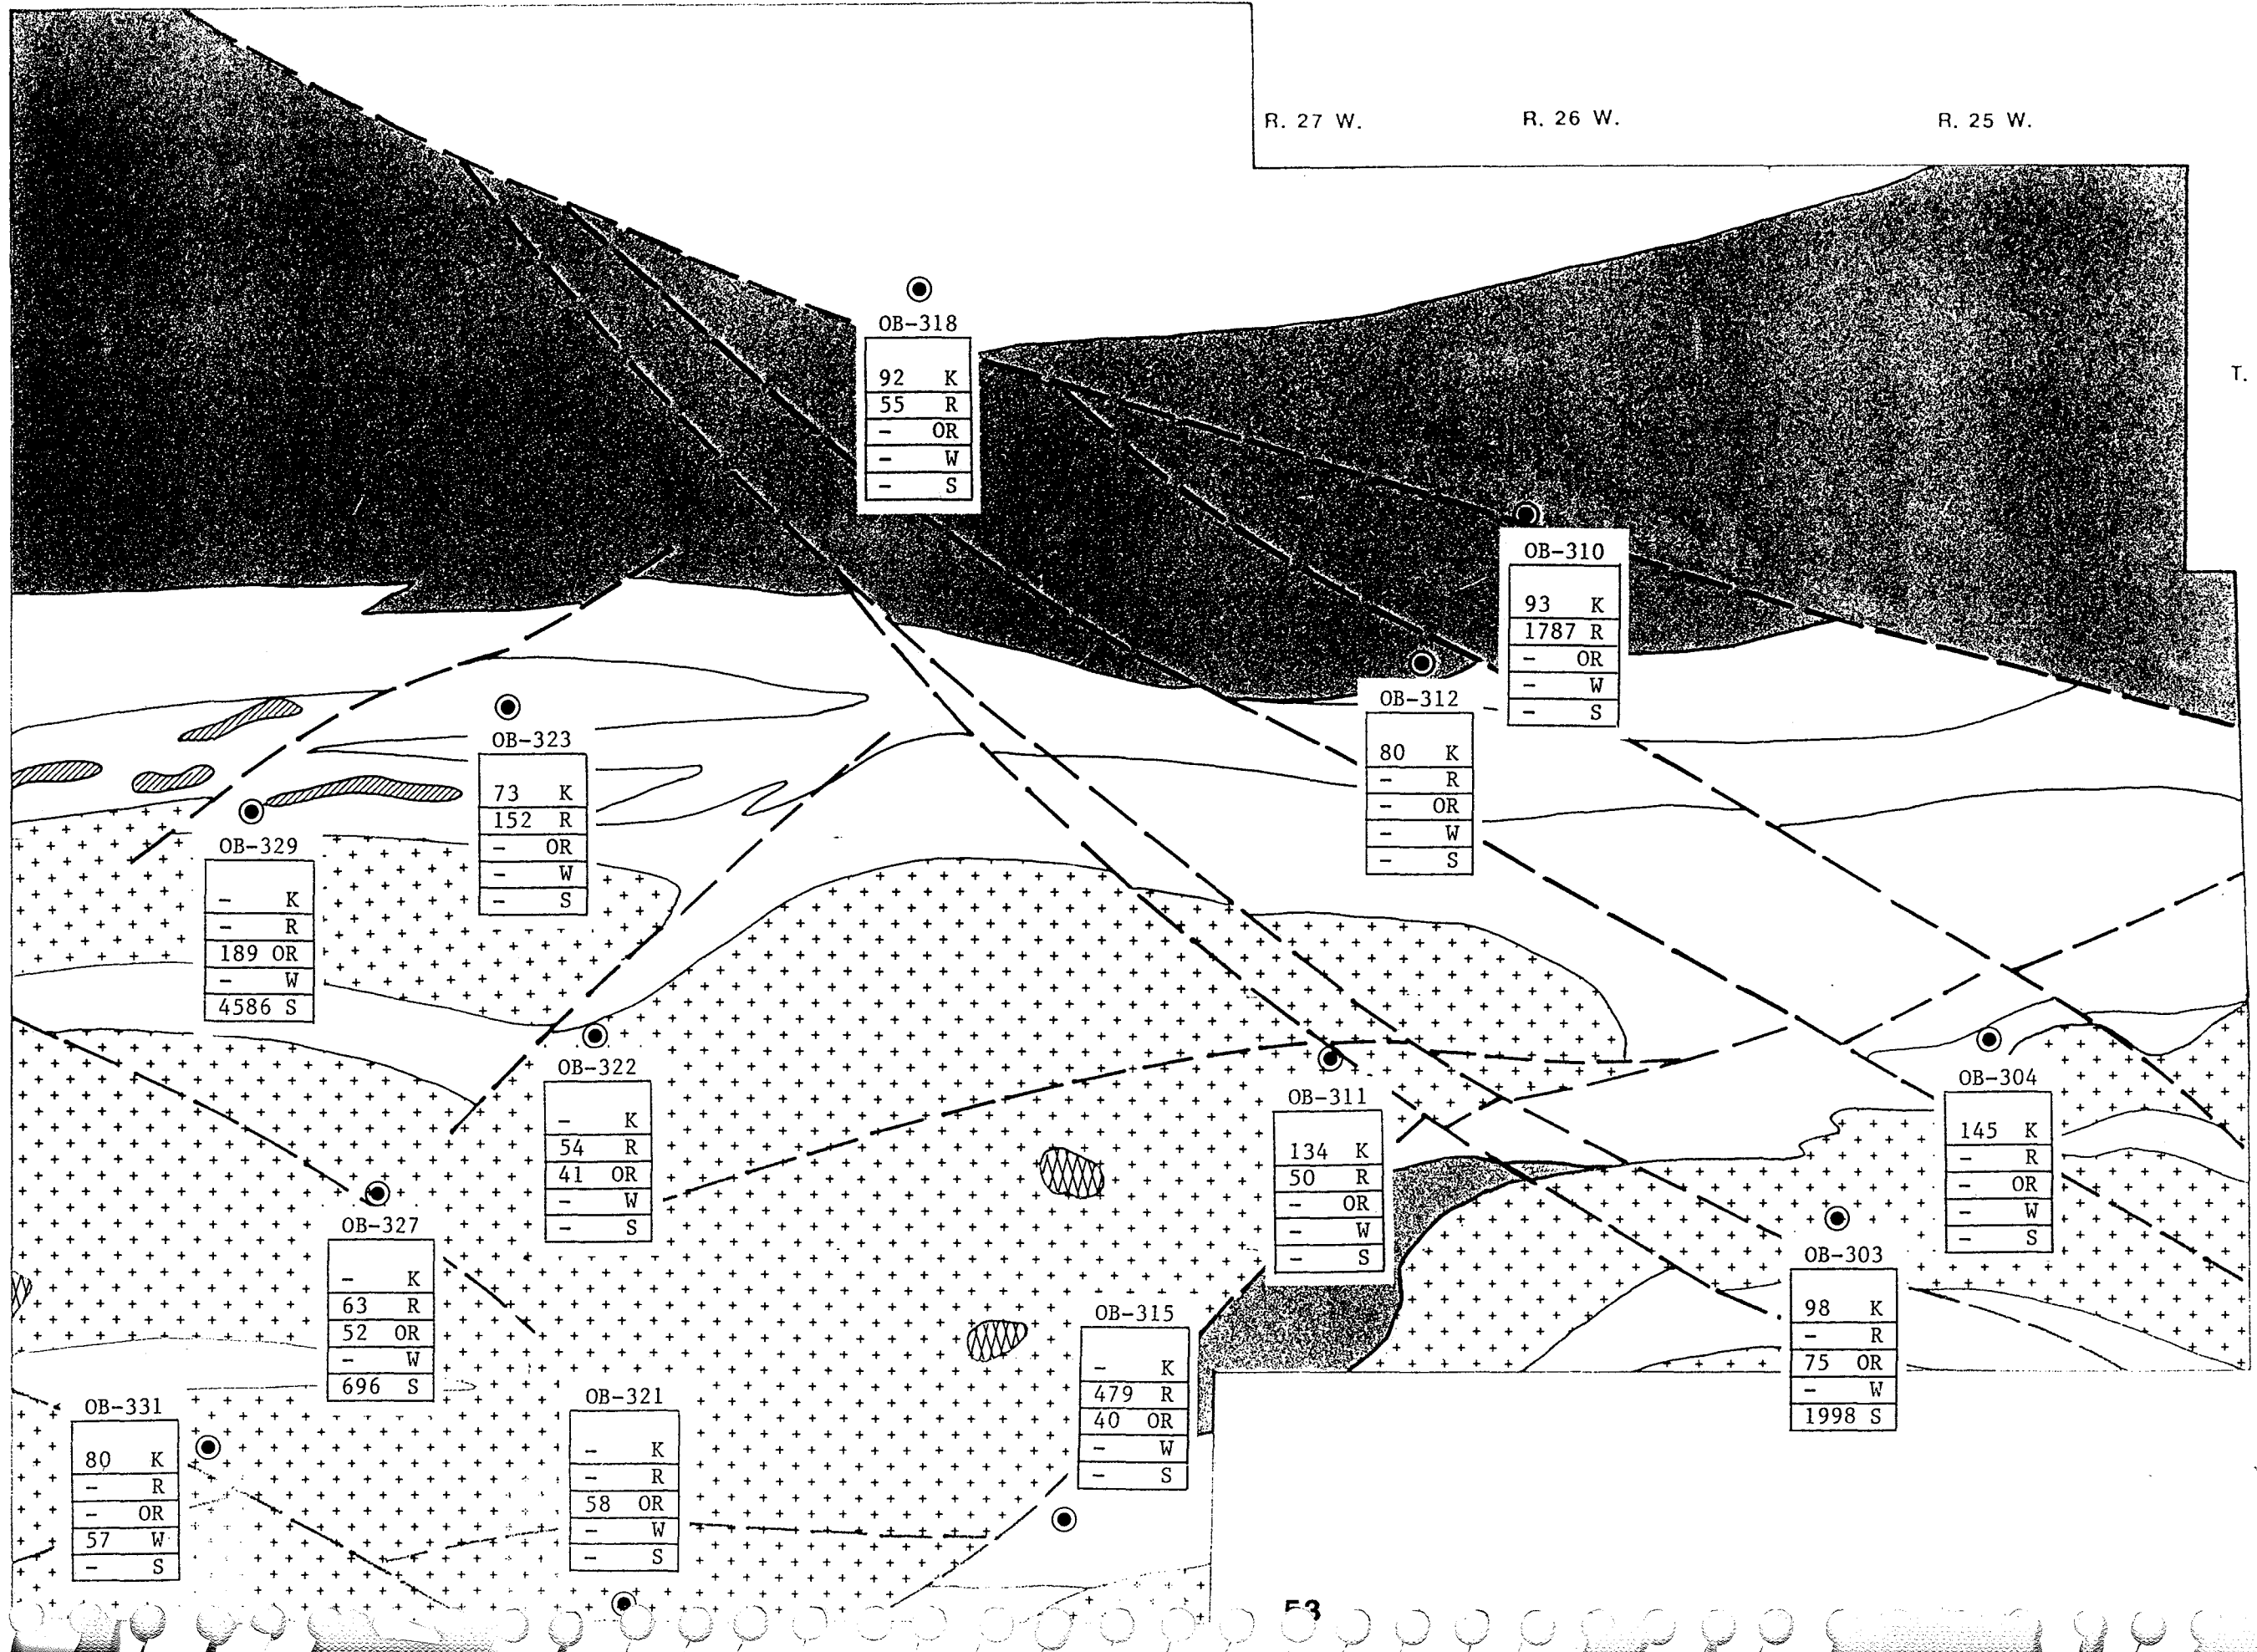 R. 27 W. R. 26 W. R. 25 W.
T.
OB-318
92 K
55 R
- OR
- W
- S
OB-310
93 K
1787 R
- OR
- W
- S
OB-312
80 K
- R
- OR
- W
- S
OB-323
73 K
152 R
- OR
- W
- S
OB-329
- K
- R
189 OR
- W
4586 S
OB-322
- K
54 R
41 OR
- W
- S
OB-311
134 K
50 R
- OR
- W
- S
OB-304
145 K
- R
- OR
- W
- S
OB-327
- K
63 R
52 OR
- W
696 S
OB-303
98 K
- R
75 OR
- W
1998 S
OB-315
- K
479 R
40 OR
- W
- S
OB-331
80 K
- R
- OR
57 W
- S
OB-321
- K
- R
58 OR
- W
- S